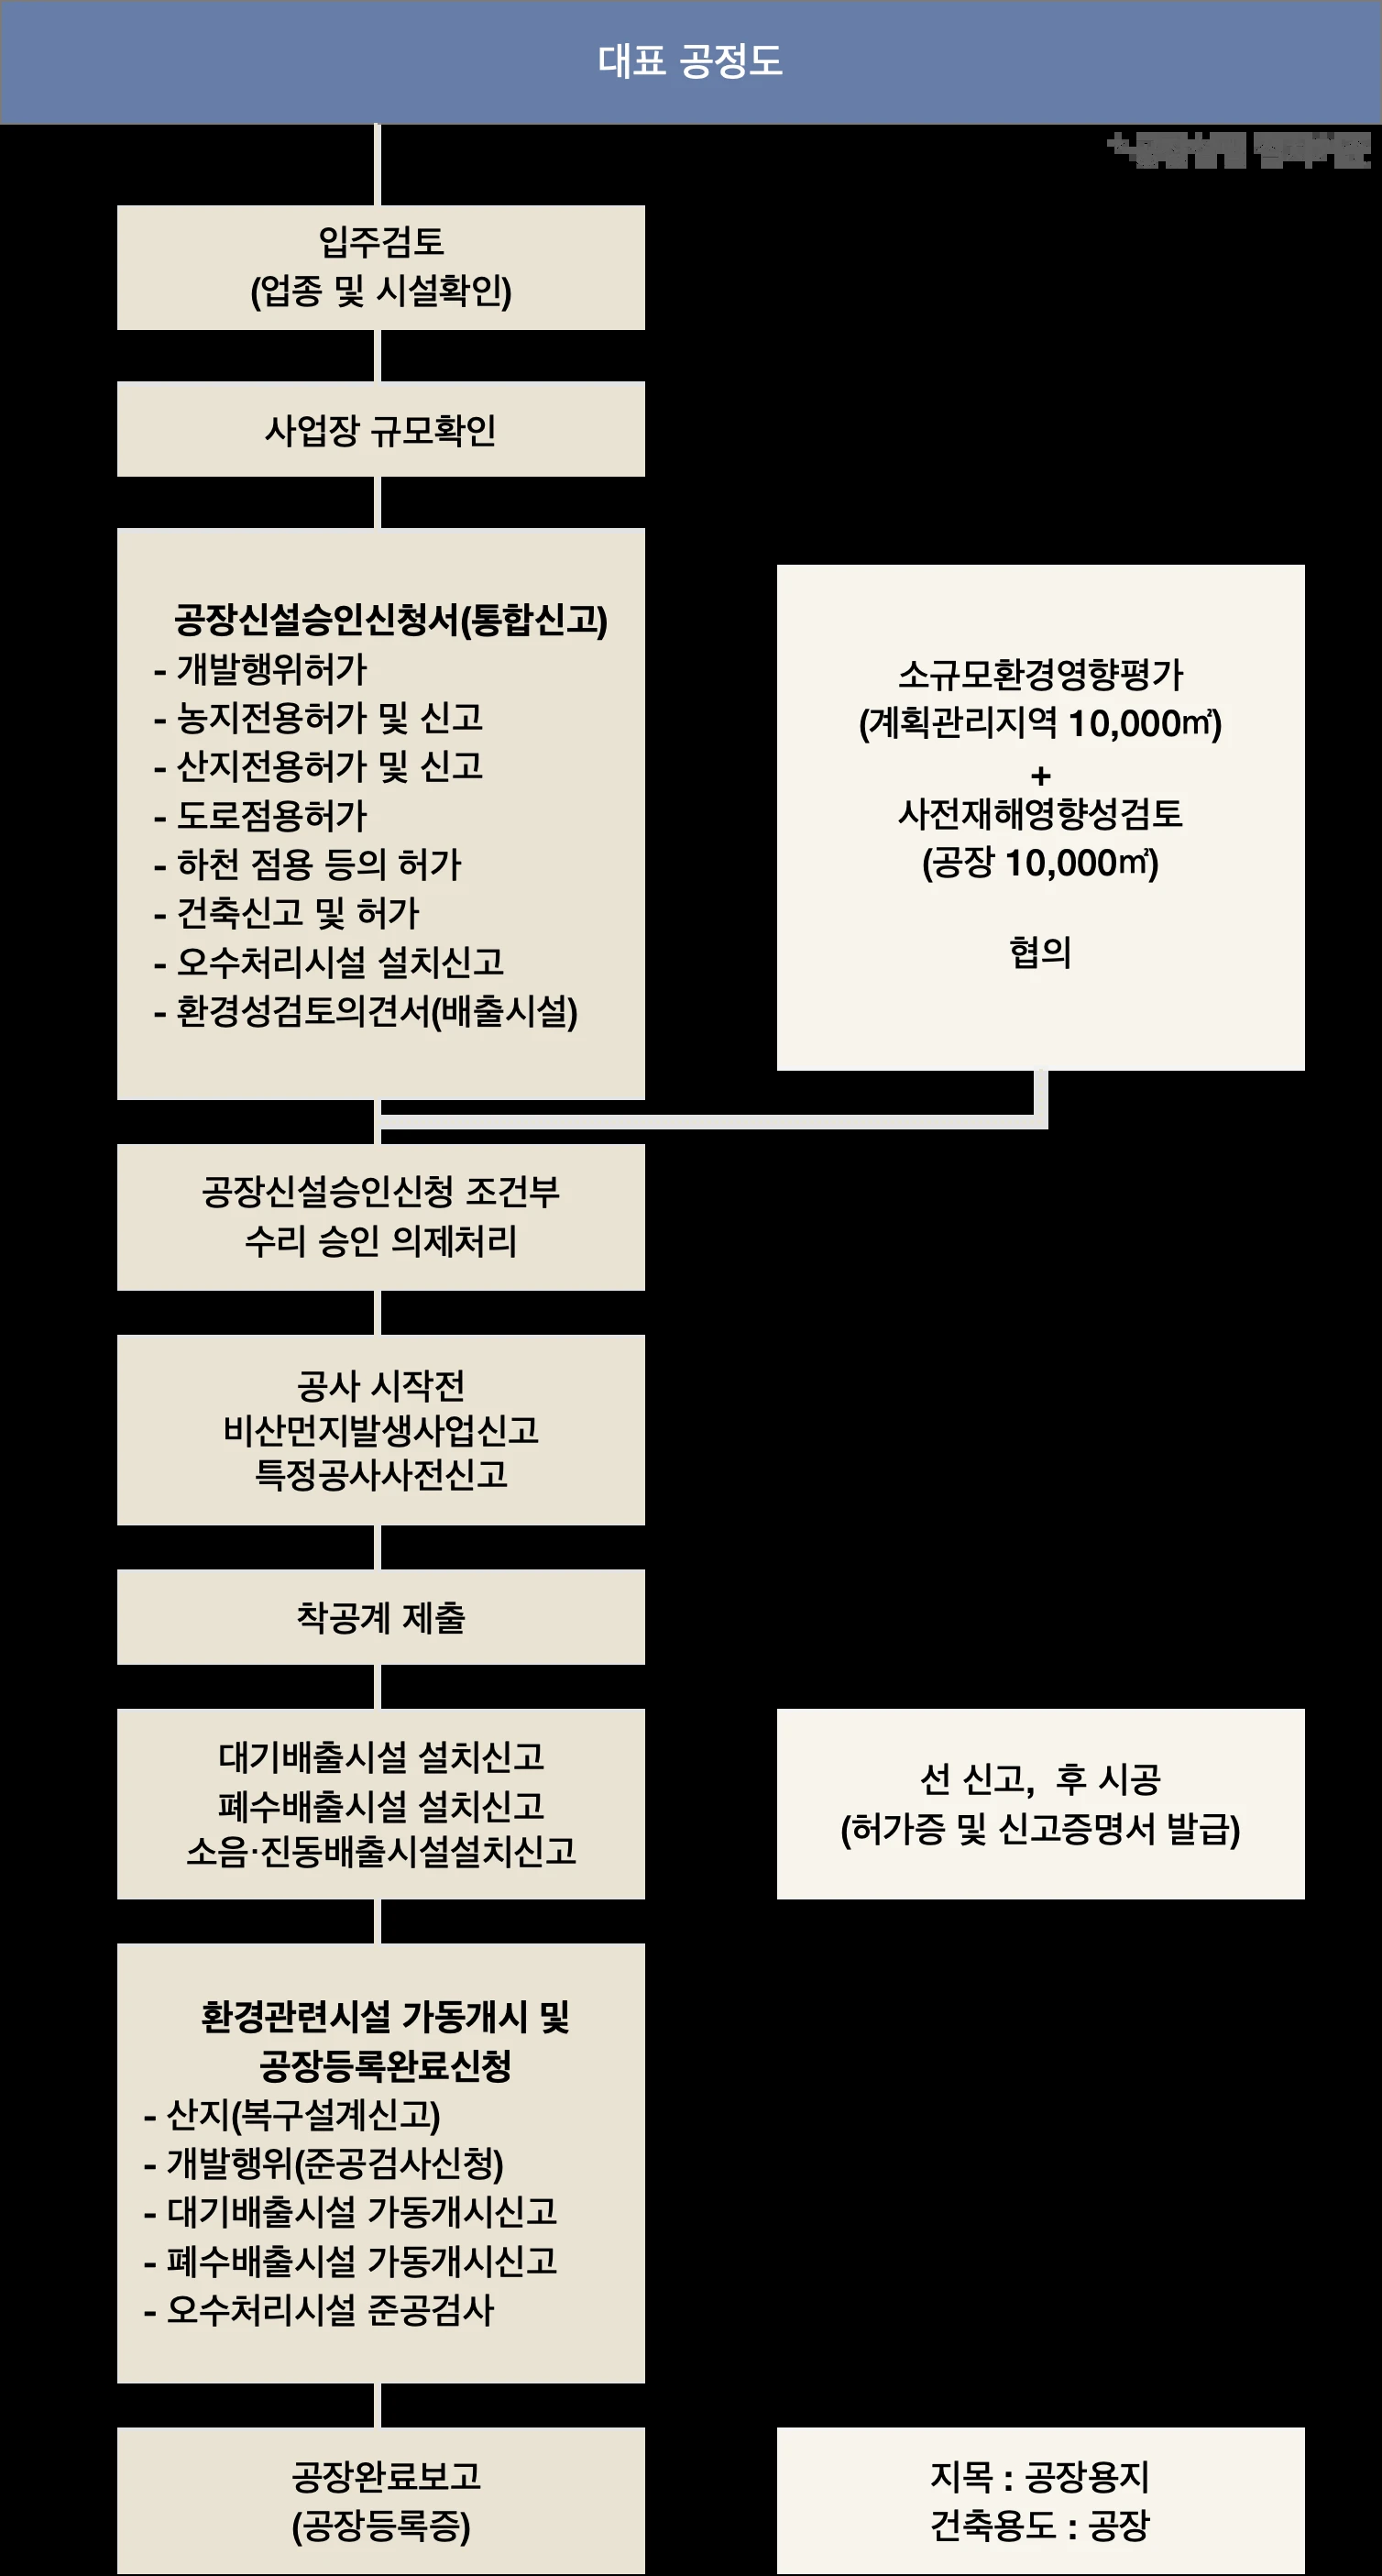 대표 공정도
입주검토
(업종 및 시설확인)
사업장 규모확인
공장신설승인신청서(통합신고)
- 개발행위허가
- 농지전용허가 및 신고
- 산지전용허가 및 신고
- 도로점용허가
- 하천 점용 등의 허가
- 건축신고 및 허가
- 오수처리시설 설치신고
- 환경성검토의견서(배출시설)
소규모환경영향평가
(계획관리지역 10,000㎡)
+
사전재해영향성검토
(공장 10,000㎡)
협의
공장신설승인신청 조건부
수리 승인 의제처리
공사 시작전
비산먼지발생사업신고
특정공사사전신고
착공계 제출
대기배출시설 설치신고
폐수배출시설 설치신고
소음·진동배출시설설치신고
선 신고, 후 시공
(허가증 및 신고증명서 발급)
환경관련시설 가동개시 및
공장등록완료신청
- 산지(복구설계신고)
- 개발행위(준공검사신청)
- 대기배출시설 가동개시신고
- 폐수배출시설 가동개시신고
- 오수처리시설 준공검사
공장완료보고
(공장등록증)
지목 : 공장용지
건축용도 : 공장